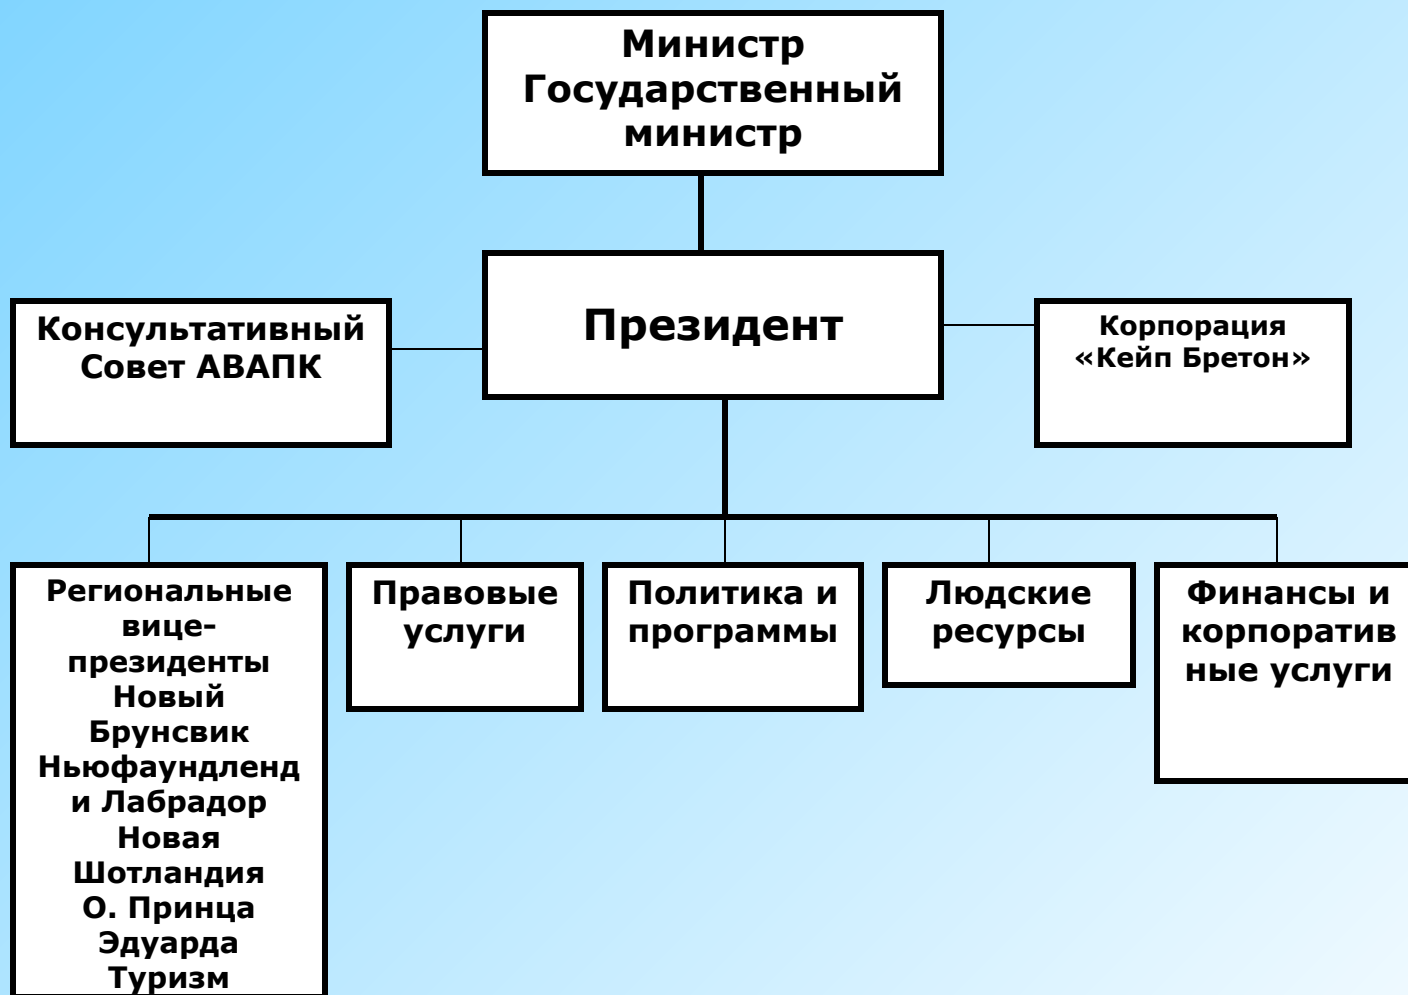 Министр
Государственный
министр
Президент
Консультативный
Совет АВАПК
Корпорация
«Кейп Бретон»
Региональные
вице-
президенты
Новый
Брунсвик
Ньюфаундленд
и Лабрадор
Новая
Шотландия
О. Принца
Эдуарда
Туризм
Правовые
услуги
Политика и
программы
Людские
ресурсы
Финансы и
корпоратив
ные услуги